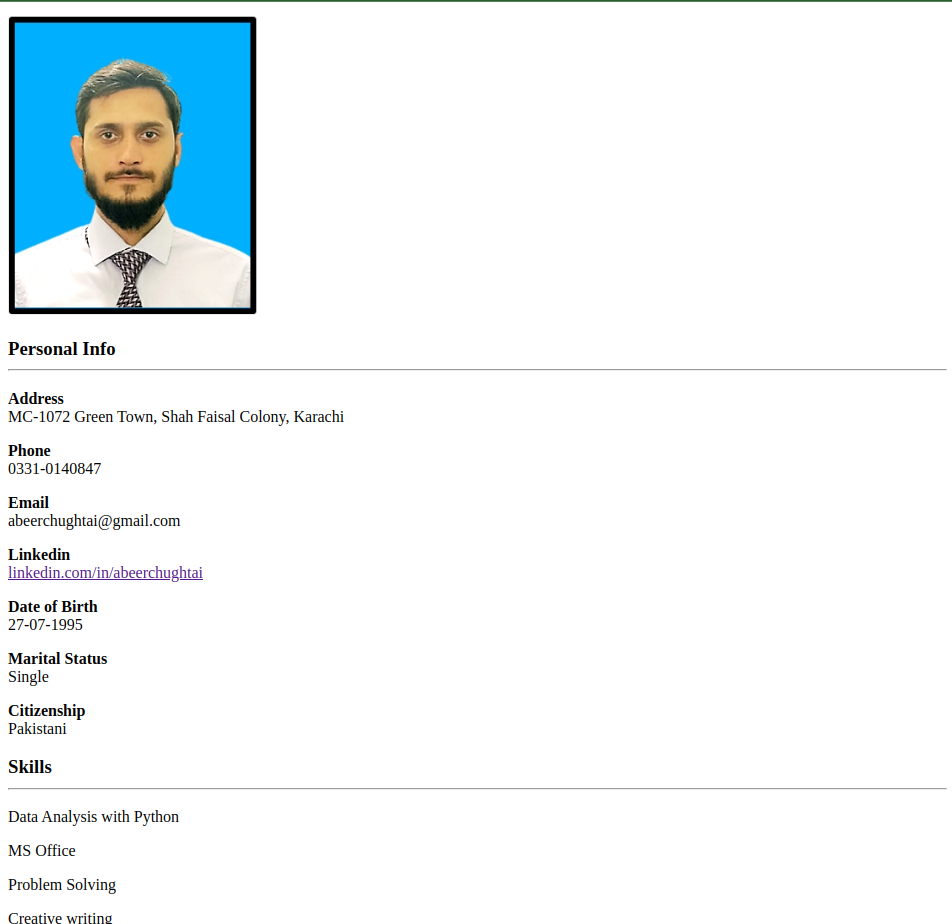 Personal Info
Address
MC-1072 Green Town, Shah Faisal Colony, Karachi
Phone
0331-0140847
Email
abeerchughtai@gmail.com
Linkedin
linkedin.com/in/abeerchughtai
Date of Birth
27-07-1995
Marital Status
Single
Citizenship
Pakistani
Skills
Data Analysis with Python
MS Office
Problem Solving
Creative writing